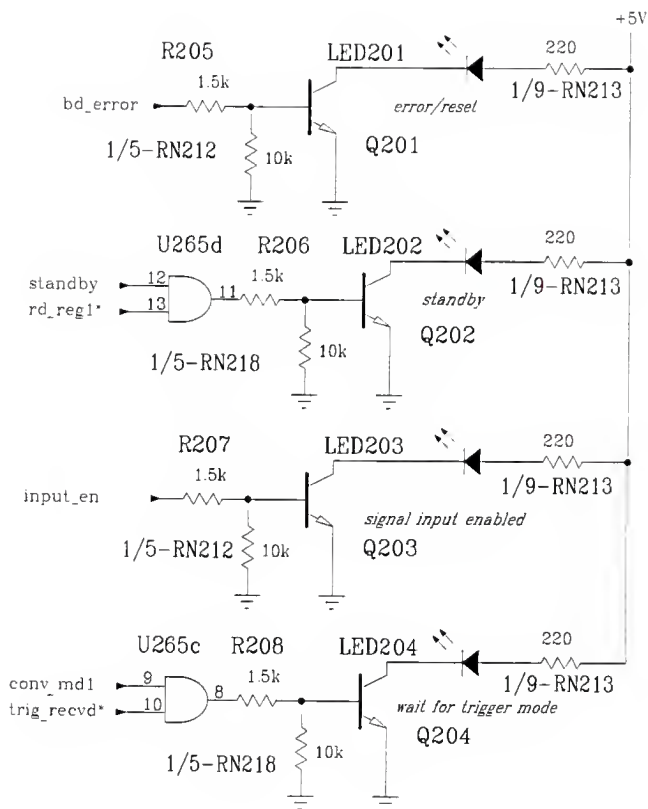 +5V
R205
LED201
220
1.5k
1/9-RN213
bd_error
error/reset
1/5-RN212
10k
Q201
U265d
R206
LED202
220
12
1.5k
1/9-RN213
standby
11
standby
rd_reg1*
13
Q202
10k
1/5-RN218
R207
LED203
220
1.5k
1/9-RN213
input_en
signal input enabled
1/5-RN212
10k
Q203
U265c
R208
LED204
220
9
1.5k
1/9-RN213
conv_md1
8
trig_recvd*
10
wait for trigger mode
Q204
10k
1/5-RN218